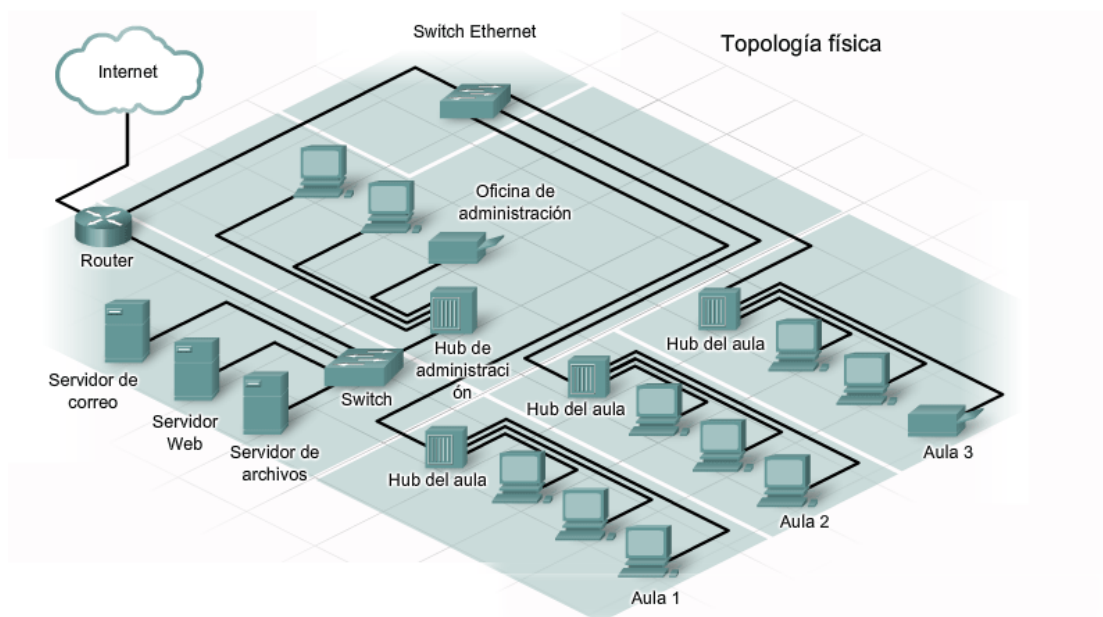 Switch Ethernet
Topología física
Internet
Oficina de
administración
Router
Hub del aula
Hub de
administraci
ón
Servidor de
correo
Switch
Hub del aula
Servidor
Web
Servidor de
archivos
Hub del aula
Aula 3
Aula 2
Aula 1